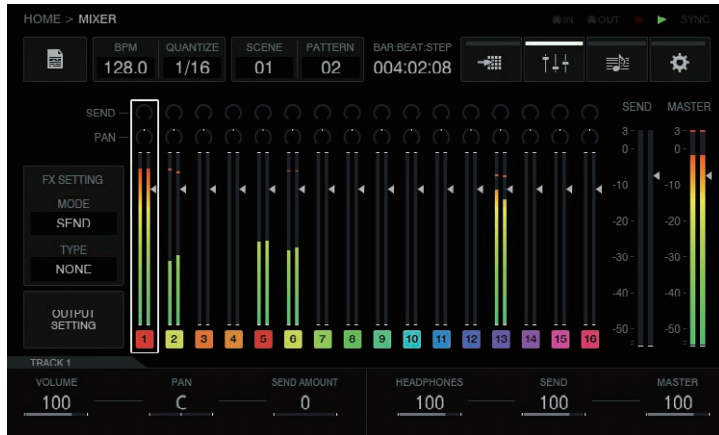 HOME > MIXER
IN OUT SYNC
BPM QUANTIZE SCENE PATTERN BAR:BEAT:STEP
128.0 1/16 01 02 004:02:08
SEND
PAN
SEND MASTER
3 3
0 0
-10 -10
-20 -20
-30 -30
-40 -40
-50 -50
FX SETTING
MODE
SEND
TYPE
NONE
OUTPUT
SETTING
1 2 3 4 5 6 7 8 9 10 11 12 13 14 15 16
TRACK 1
VOLUME PAN SEND AMOUNT HEADPHONES SEND MASTER
100 C 0 100 100 100